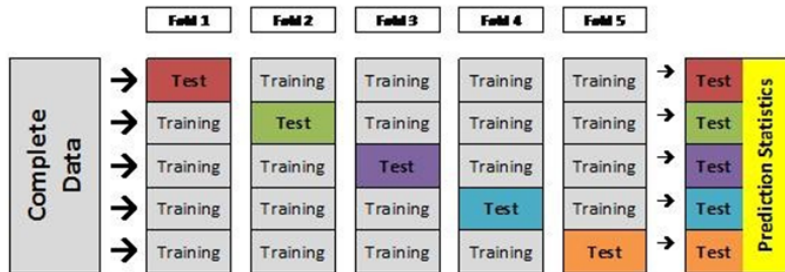 Fold 1 Fold 2 Fold 3 Fold 4 Fold 5
Complete Data
Prediction Statistics
Test Training Training Training Training Test
Training Test Training Training Training Test
Training Training Test Training Training Test
Training Training Training Test Training Test
Training Training Training Training Test Test